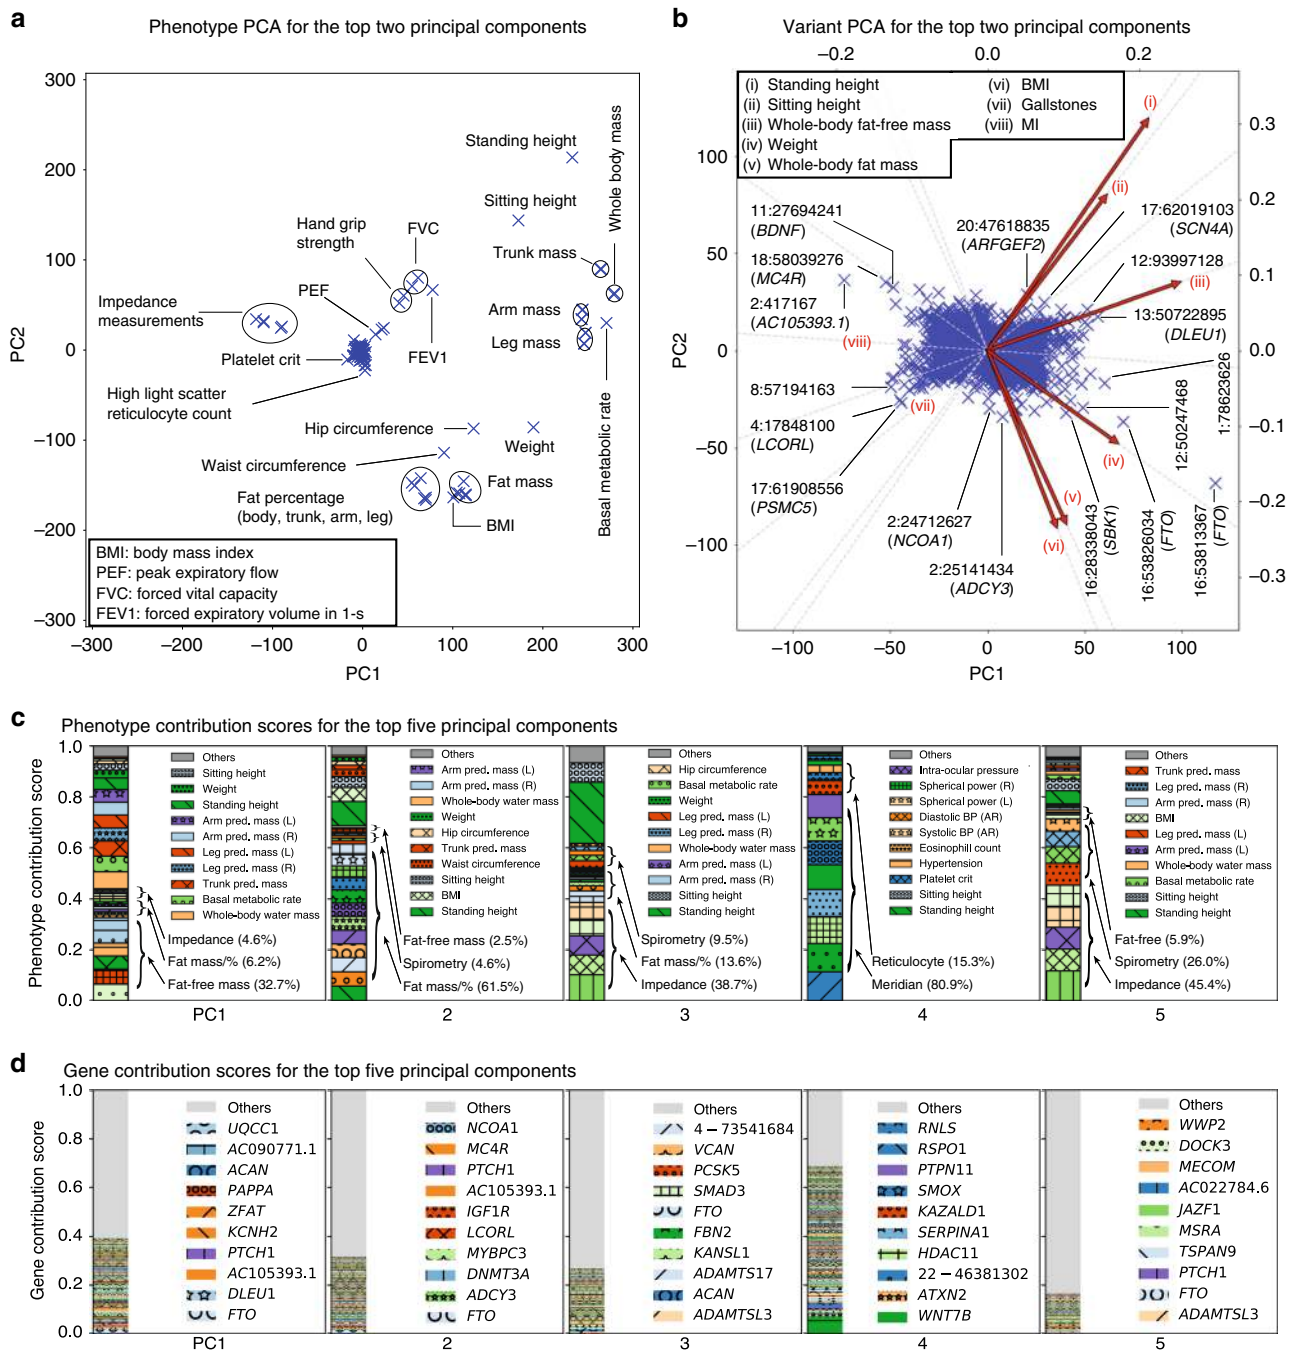 a
Phenotype PCA for the top two principal components
300
200
100
0
−100
−200
−300
−300
−200
−100
0
100
200
300
PC2
PC1
Standing height
Sitting height
Whole body mass
Hand grip
strength
FVC
Trunk mass
PEF
Impedance
measurements
Arm mass
Leg mass
Platelet crit
FEV1
High light scatter
reticulocyte count
Hip circumference
Weight
Waist circumference
Basal metabolic rate
Fat percentage
(body, trunk, arm, leg)
Fat mass
BMI
BMI: body mass index
PEF: peak expiratory flow
FVC: forced vital capacity
FEV1: forced expiratory volume in 1-s
b
Variant PCA for the top two principal components
−0.2
0.0
0.2
(i) Standing height
(ii) Sitting height
(iii) Whole-body fat-free mass
(iv) Weight
(v) Whole-body fat mass
(vi) BMI
(vii) Gallstones
(viii) MI
100
50
0
−50
−100
−100
−50
0
50
100
0.3
0.2
0.1
0.0
−0.1
−0.2
−0.3
PC2
PC1
(i)
(ii)
(iii)
(iv)
(v)
(vi)
(vii)
(viii)
11:27694241
(BDNF)
18:58039276
(MC4R)
2:417167
(AC105393.1)
8:57194163
4:17848100
(LCORL)
17:61908556
(PSMC5)
20:47618835
(ARFGEF2)
17:62019103
(SCN4A)
12:93997128
13:50722895
(DLEU1)
1:78623626
12:50247468
2:24712627
(NCOA1)
2:25141434
(ADCY3)
16:28338043
(SBK1)
16:53826034
(FTO)
16:53813367
(FTO)
c
Phenotype contribution scores for the top five principal components
Phenotype contribution score
1.0
0.8
0.6
0.4
0.2
0.0
Others
Sitting height
Weight
Standing height
Arm pred. mass (L)
Arm pred. mass (R)
Leg pred. mass (L)
Leg pred. mass (R)
Trunk pred. mass
Basal metabolic rate
Whole-body water mass
Impedance (4.6%)
Fat mass/% (6.2%)
Fat-free mass (32.7%)
PC1
Others
Arm pred. mass (L)
Arm pred. mass (R)
Whole-body water mass
Weight
Hip circumference
Trunk pred. mass
Waist circumference
Sitting height
BMI
Standing height
Fat-free mass (2.5%)
Spirometry (4.6%)
Fat mass/% (61.5%)
2
Others
Hip circumference
Basal metabolic rate
Weight
Leg pred. mass (L)
Leg pred. mass (R)
Whole-body water mass
Arm pred. mass (L)
Arm pred. mass (R)
Sitting height
Standing height
Spirometry (9.5%)
Fat mass/% (13.6%)
Impedance (38.7%)
3
Others
Intra-ocular pressure
Spherical power (R)
Spherical power (L)
Diastolic BP (AR)
Systolic BP (AR)
Eosinophil count
Hypertension
Platelet crit
Sitting height
Standing height
Reticulocyte (15.3%)
Meridian (80.9%)
4
Others
Trunk pred. mass
Leg pred. mass (R)
Arm pred. mass (R)
BMI
Leg pred. mass (L)
Arm pred. mass (L)
Whole-body water mass
Basal metabolic rate
Sitting height
Standing height
Fat-free (5.9%)
Spirometry (26.0%)
Impedance (45.4%)
5
d
Gene contribution scores for the top five principal components
Gene contribution score
1.0
0.8
0.6
0.4
0.2
0.0
Others
UQCC1
AC090771.1
ACAN
PAPPA
ZFAT
KCNH2
PTCH1
AC105393.1
DLEU1
FTO
PC1
Others
NCOA1
MC4R
PTCH1
AC105393.1
IGF1R
LCORL
MYBPC3
DNMT3A
ADCY3
FTO
2
Others
4−73541684
VCAN
PCSK5
SMAD3
FTO
FBN2
KANSL1
ADAMTS17
ACAN
ADAMTSL3
3
Others
RNLS
RSPO1
PTPN11
SMOX
KAZALD1
SERPINA1
HDAC11
22−46381302
ATXN2
WNT7B
4
Others
WWP2
DOCK3
MECOM
AC022784.6
JAZF1
MSRA
TSPAN9
PTCH1
FTO
ADAMTSL3
5